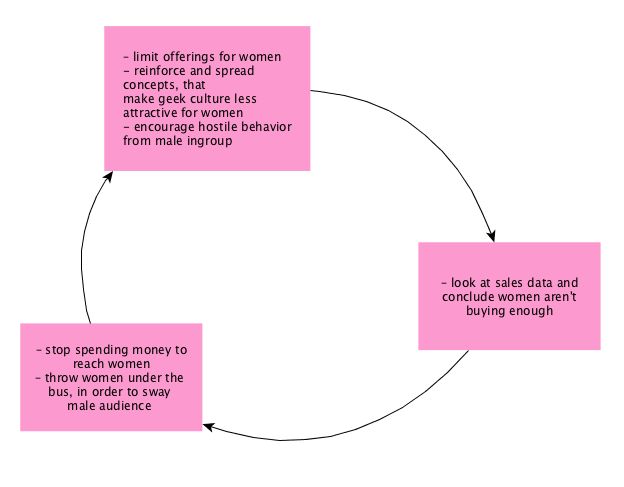 – limit offerings for women
– reinforce and spread
concepts, that
make geek culture less
attractive for women
– encourage hostile behavior
from male ingroup
– look at sales data and
conclude women aren't
buying enough
– stop spending money to
reach women
– throw women under the
bus, in order to sway
male audience